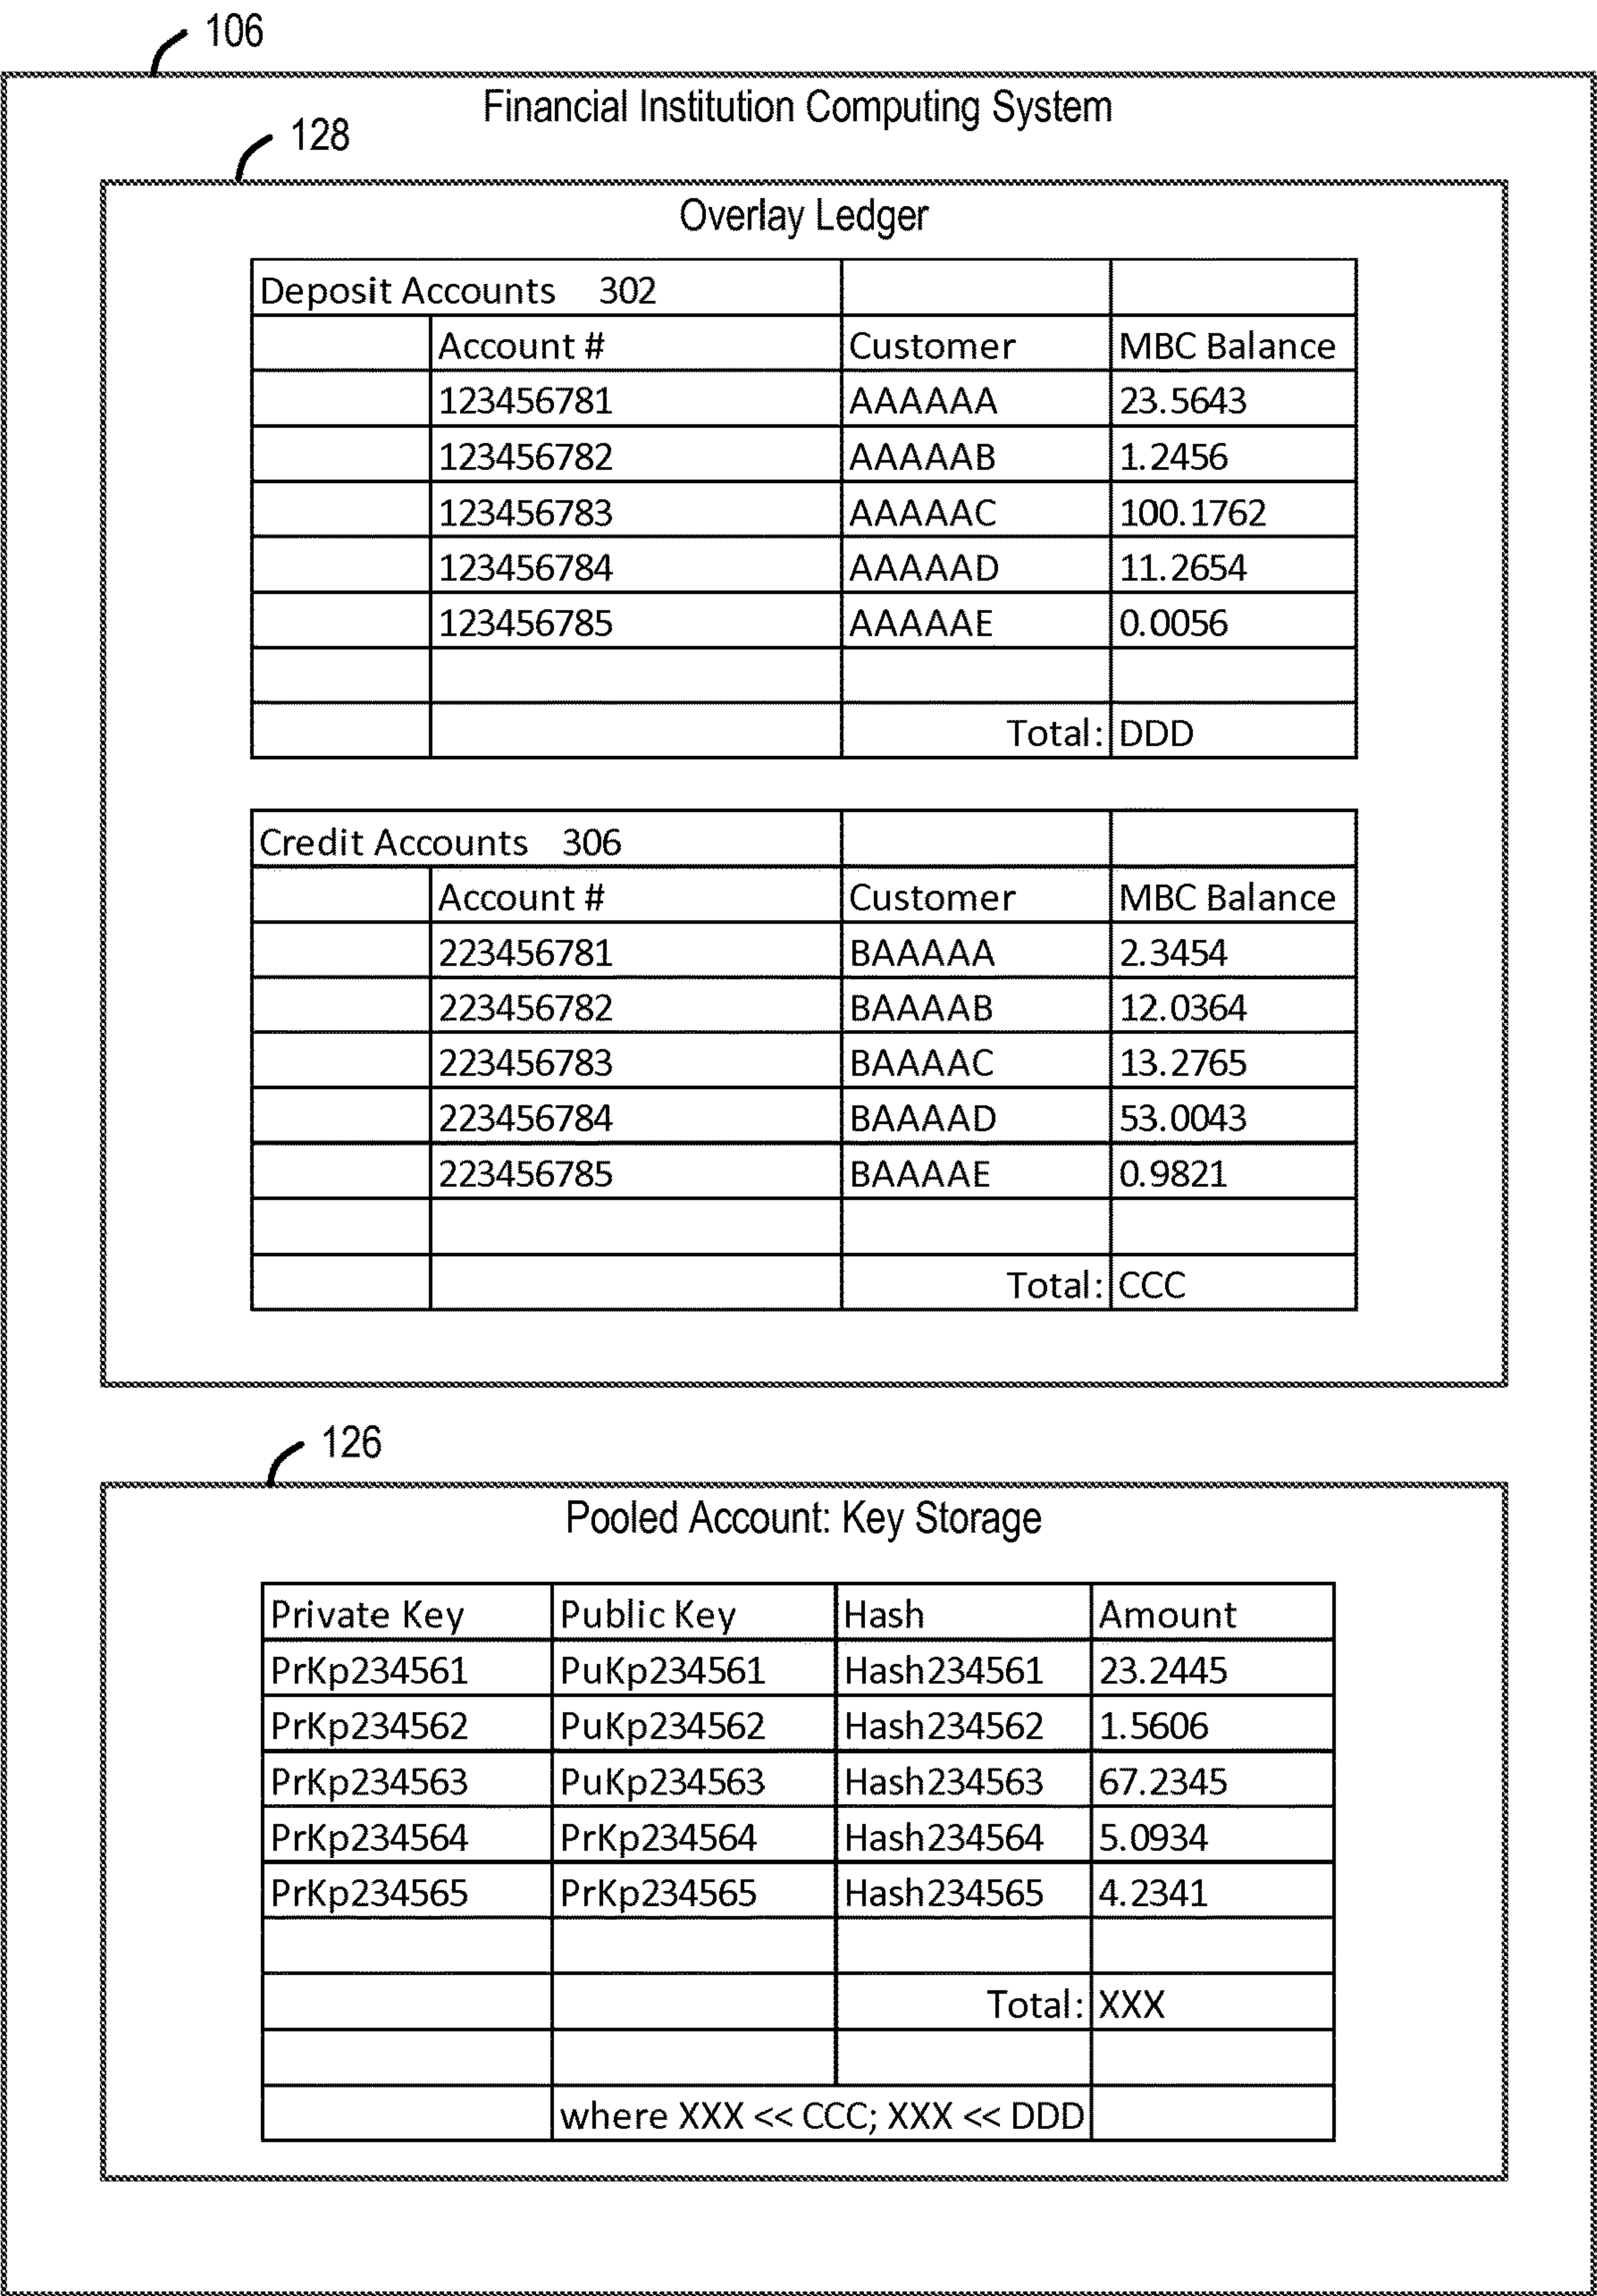 106
Financial Institution Computing System
128
Overlay Ledger
Deposit Accounts 302
Account # Customer MBC Balance
123456781 AAAAAA 23.5643
123456782 AAAAAB 1.2456
123456783 AAAAAC 100.1762
123456784 AAAAAD 11.2654
123456785 AAAAAE 0.0056
Total: DDD
Credit Accounts 306
Account # Customer MBC Balance
223456781 BAAAAA 2.3454
223456782 BAAAAB 12.0364
223456783 BAAAAC 13.2765
223456784 BAAAAD 53.0043
223456785 BAAAAE 0.9821
Total: CCC
126
Pooled Account: Key Storage
Private Key Public Key Hash Amount
PrKp234561 PuKp234561 Hash234561 23.2445
PrKp234562 PuKp234562 Hash234562 1.5606
PrKp234563 PuKp234563 Hash234563 67.2345
PrKp234564 PrKp234564 Hash234564 5.0934
PrKp234565 PrKp234565 Hash234565 4.2341
Total: XXX
where XXX << CCC; XXX << DDD